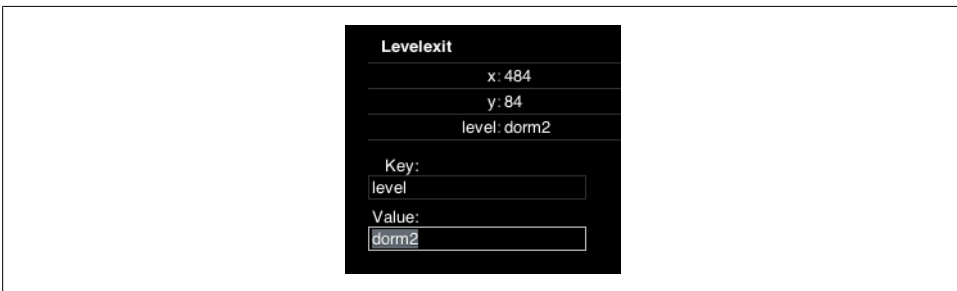 Levelexit
x: 484
y: 84
level: dorm2
Key:
level
Value:
dorm2